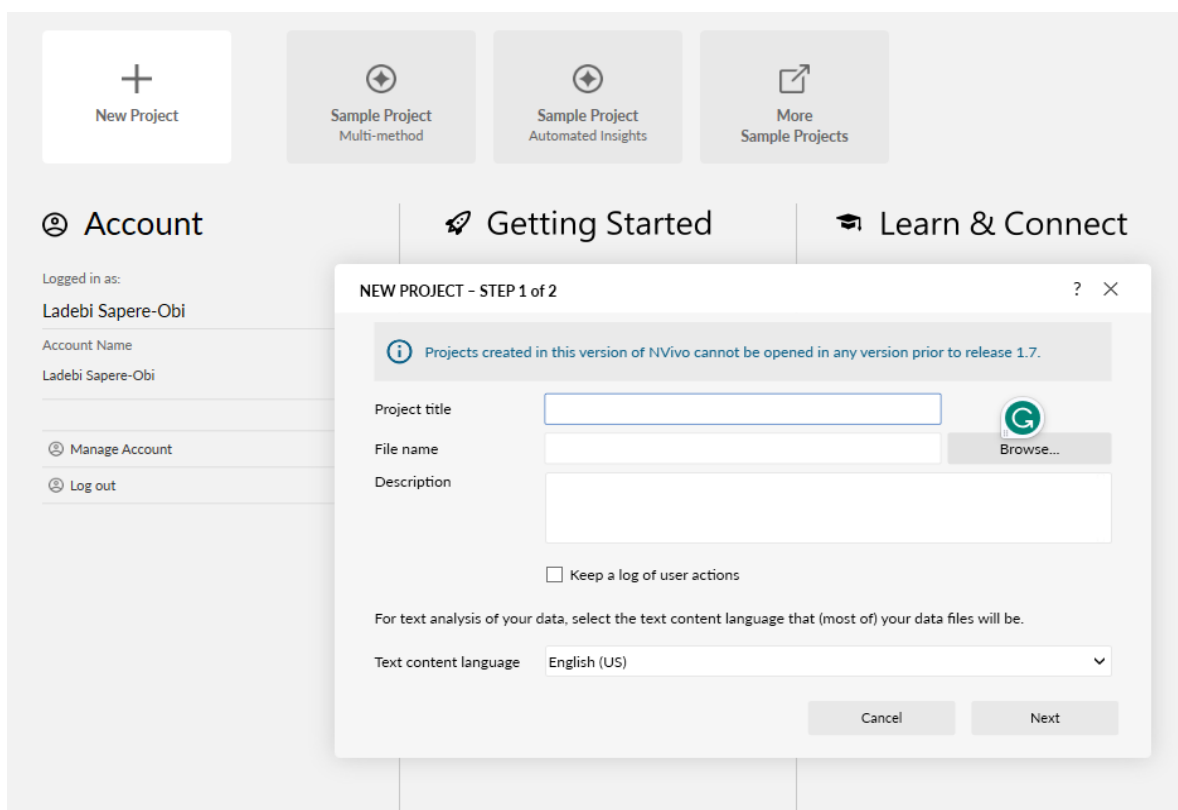 New Project
Sample Project
Multi-method
Sample Project
Automated Insights
More
Sample Projects
Account
Getting Started
Learn & Connect
Logged in as:
Ladebi Sapere-Obi
Account Name
Ladebi Sapere-Obi
Manage Account
Log out
NEW PROJECT – STEP 1 of 2
?
Projects created in this version of NVivo cannot be opened in any version prior to release 1.7.
Project title
File name
Browse...
Description
Keep a log of user actions
For text analysis of your data, select the text content language that (most of) your data files will be.
Text content language
English (US)
Cancel
Next